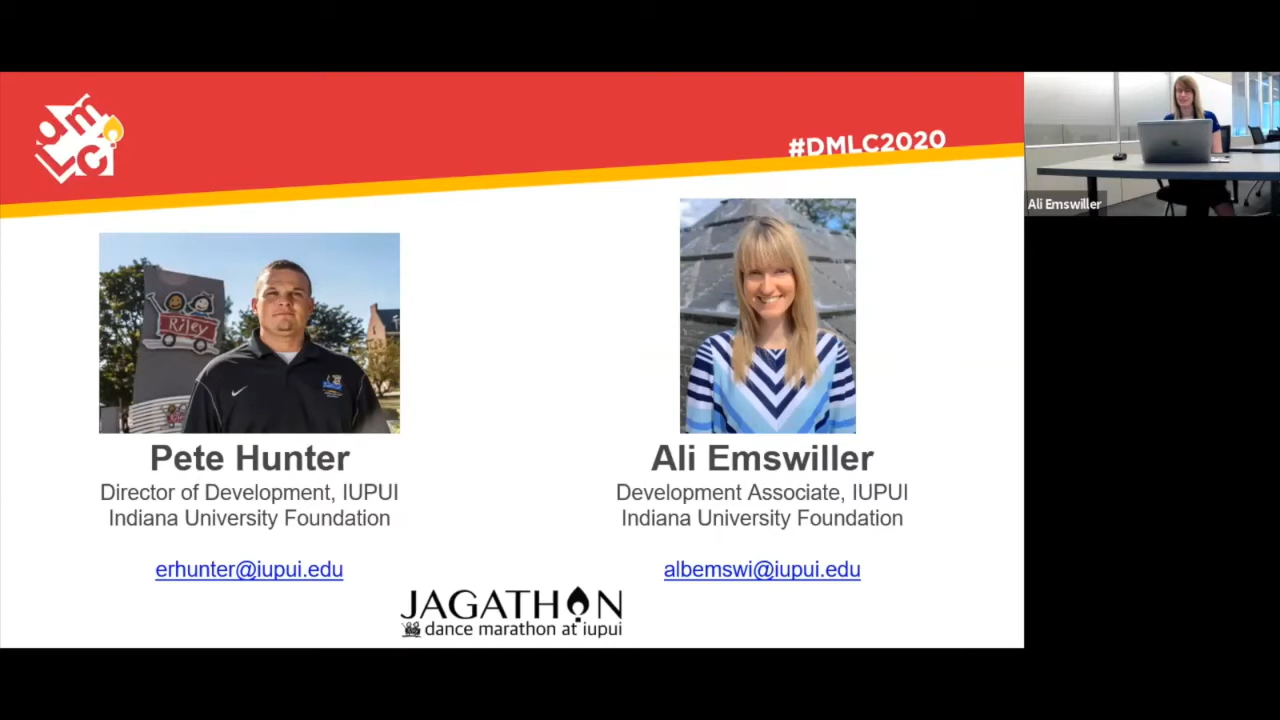 DMLC
#DMLC2020
Ali Emswiller
Riley
Pete Hunter
Director of Development, IUPUI
Indiana University Foundation
erhunter@iupui.edu
Ali Emswiller
Development Associate, IUPUI
Indiana University Foundation
albemswi@iupui.edu
JAGATHON
dance marathon at iupui